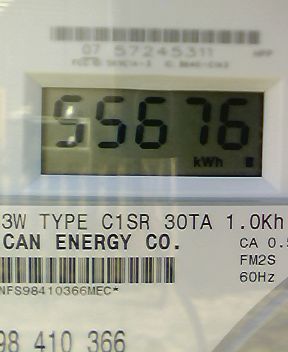 07 57245311
55676
kWh
3W TYPE C1SR 30TA 1.0Kh
CAN ENERGY CO.
CA 0.5
FM2S
60Hz
NFS98410366MEC*
98 410 366